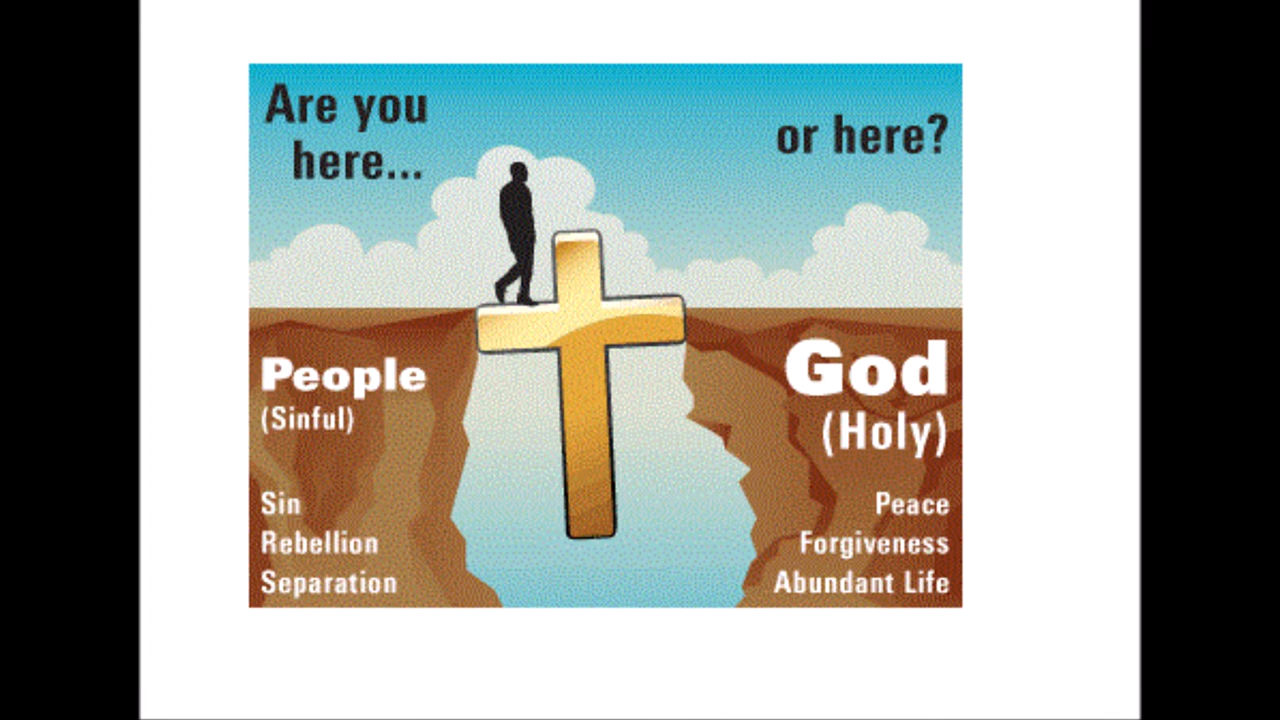 Are you
here...
or here?
People
(Sinful)
Sin
Rebellion
Separation
God
(Holy)
Peace
Forgiveness
Abundant Life